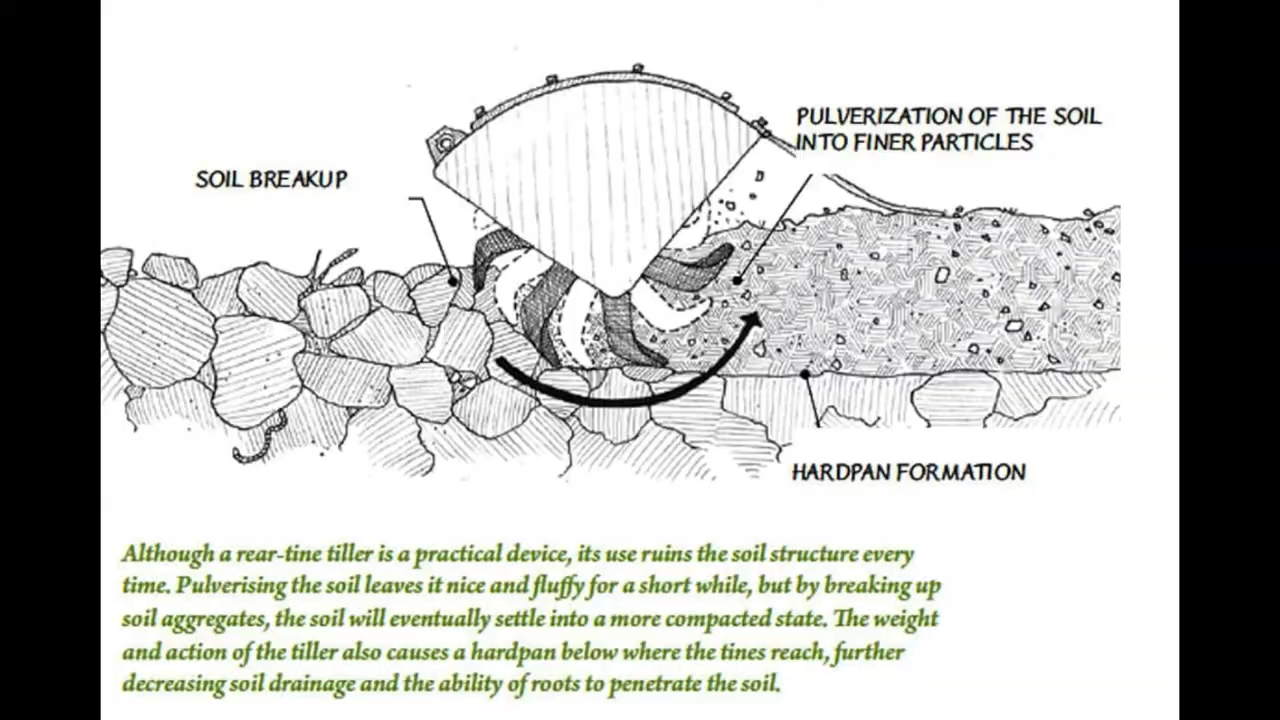 PULVERIZATION OF THE SOIL
INTO FINER PARTICLES
SOIL BREAKUP
HARDPAN FORMATION
Although a rear-tine tiller is a practical device, its use ruins the soil structure every
time. Pulverising the soil leaves it nice and fluffy for a short while, but by breaking up
soil aggregates, the soil will eventually settle into a more compacted state. The weight
and action of the tiller also causes a hardpan below where the tines reach, further
decreasing soil drainage and the ability of roots to penetrate the soil.